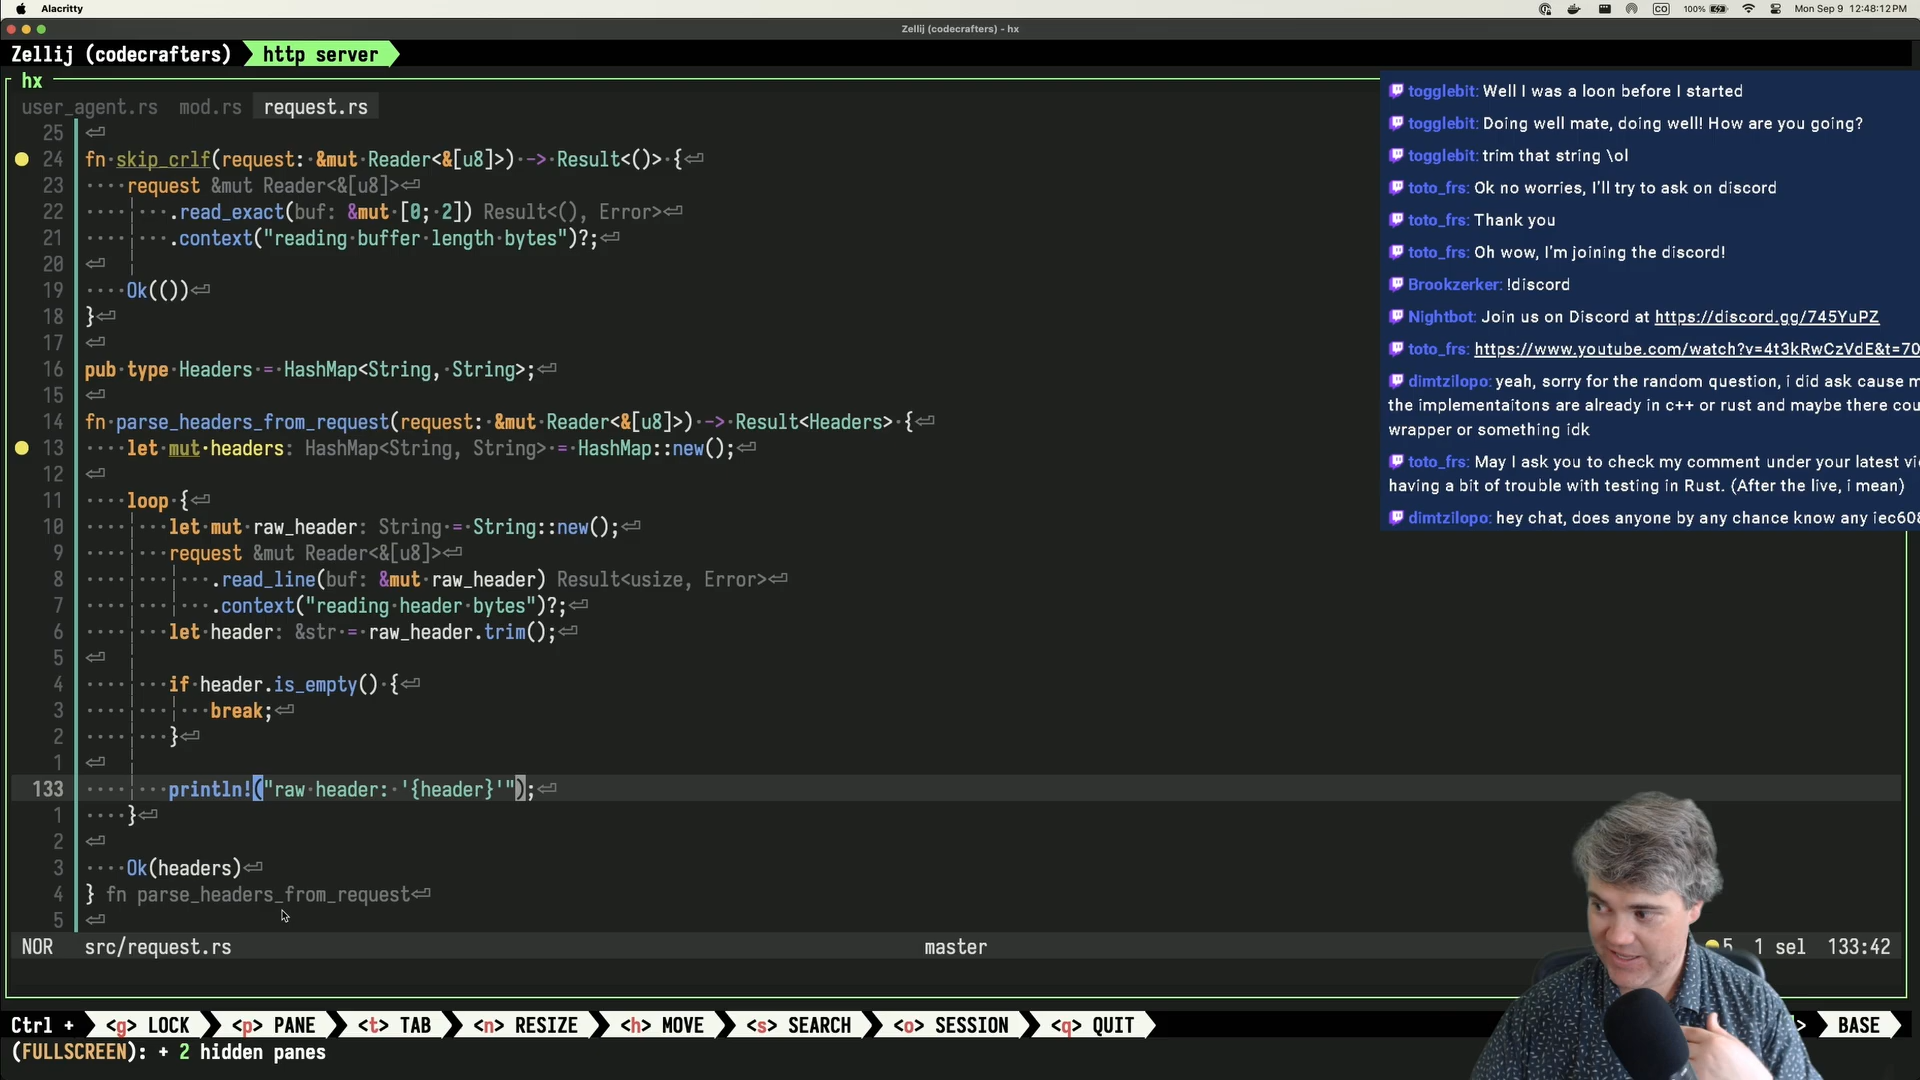 Alacritty
100%
Mon Sep 9 12:48:12 PM
Zellij (codecrafters) - hx
Zellij (codecrafters) http server
hx
user_agent.rs mod.rs request.rs
25
24 fn skip_crlf(request: &mut Reader<&[u8]>) -> Result<()> {
23 request &mut Reader<&[u8]>
22 .read_exact(buf: &mut [0; 2]) Result<(), Error>
21 .context("reading buffer length bytes")?;
20
19 Ok(())
18 }
17
16 pub type Headers = HashMap<String, String>;
15
14 fn parse_headers_from_request(request: &mut Reader<&[u8]>) -> Result<Headers> {
13 let mut headers: HashMap<String, String> = HashMap::new();
12
11 loop {
10 let mut raw_header: String = String::new();
9 request &mut Reader<&[u8]>
8 .read_line(buf: &mut raw_header) Result<usize, Error>
7 .context("reading header bytes")?;
6 let header: &str = raw_header.trim();
5
4 if header.is_empty() {
3 break;
2 }
1
133 println!("raw header: '{header}'");
1 }
2
3 Ok(headers)
4 } fn parse_headers_from_request
5
NOR src/request.rs master 5 1 sel 133:42
Ctrl + <g> LOCK <p> PANE <t> TAB <n> RESIZE <h> MOVE <s> SEARCH <o> SESSION <q> QUIT > BASE
(FULLSCREEN): + 2 hidden panes
togglebit: Well I was a loon before I started
togglebit: Doing well mate, doing well! How are you going?
togglebit: trim that string \ol
toto_frs: Ok no worries, I'll try to ask on discord
toto_frs: Thank you
toto_frs: Oh wow, I'm joining the discord!
Brookzerker: !discord
Nightbot: Join us on Discord at https://discord.gg/745YuPZ
toto_frs: https://www.youtube.com/watch?v=4t3kRwCzVdE&t=70
dimtzilopo: yeah, sorry for the random question, i did ask cause m
the implementaitons are already in c++ or rust and maybe there cou
wrapper or something idk
toto_frs: May I ask you to check my comment under your latest vi
having a bit of trouble with testing in Rust. (After the live, i mean)
dimtzilopo: hey chat, does anyone by any chance know any iec608